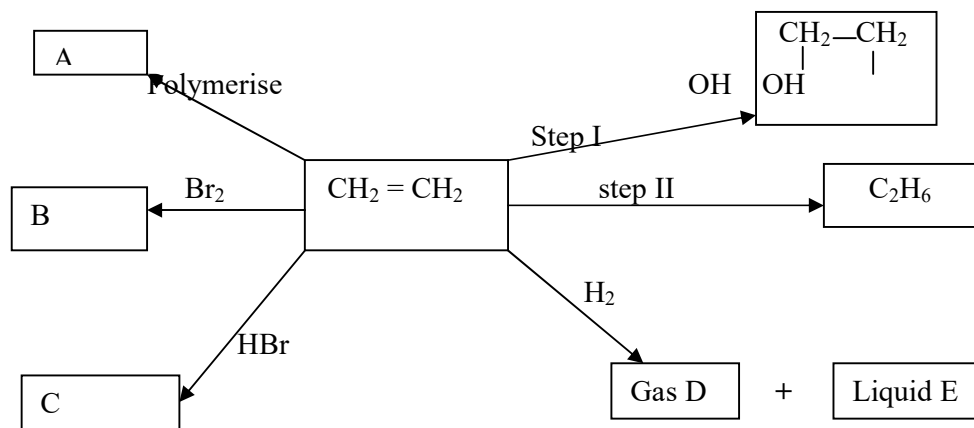 CH₂—CH₂
A
Polymerise
OH OH
Step I
Br₂
CH₂ = CH₂
step II
C₂H₆
B
H₂
HBr
C
Gas D + Liquid E